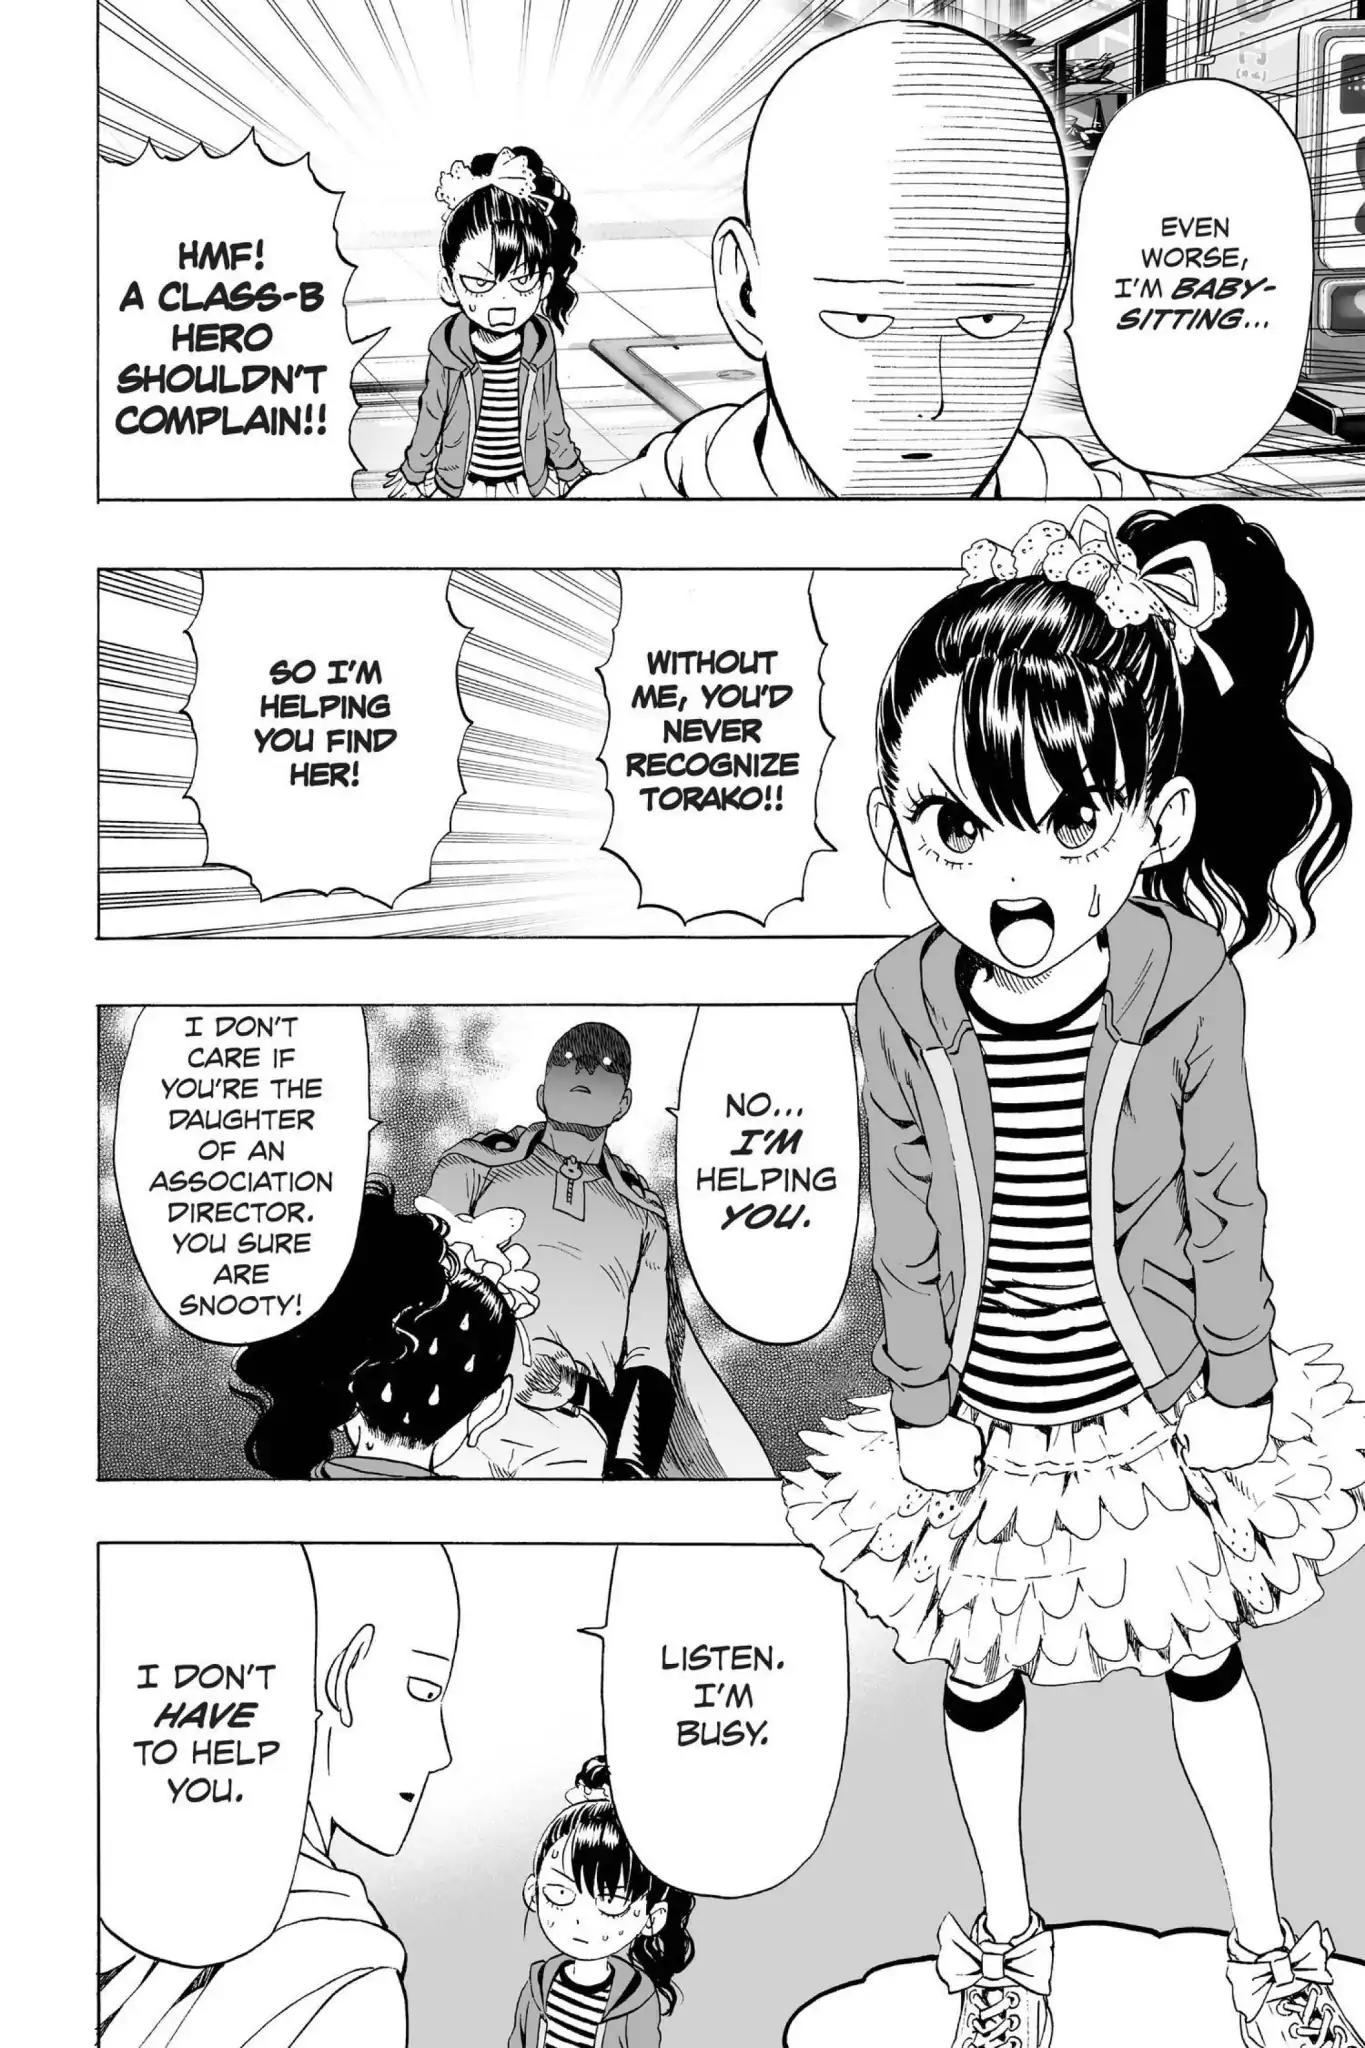 EVEN
WORSE,
I'M BABY-
SITTING...
HMF!
A CLASS-B
HERO
SHOULDN'T
COMPLAIN!!
WITHOUT
ME, YOU'D
NEVER
RECOGNIZE
TORAKO!!
SO I'M
HELPING
YOU FIND
HER!
NO...
I'M
HELPING
YOU.
I DON'T
CARE IF
YOU'RE THE
DAUGHTER
OF AN
ASSOCIATION
DIRECTOR.
YOU SURE
ARE
SNOOTY!
LISTEN.
I'M
BUSY.
I DON'T
HAVE
TO HELP
YOU.